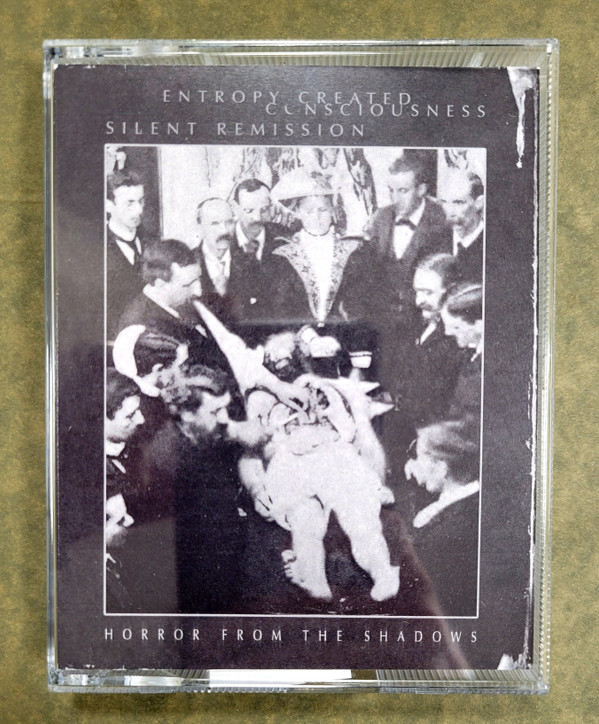 ENTROPY CREATED
CONSCIOUSNESS
SILENT REMISSION
HORROR FROM THE SHADOWS